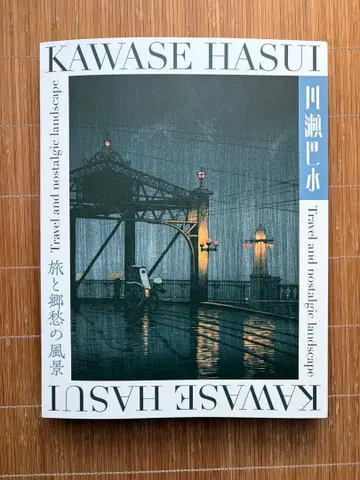 KAWASE HASUI
川瀬巴水
Travel and nostalgic landscape
旅と郷愁の風景
Travel and nostalgic landscape
KAWASE HASUI